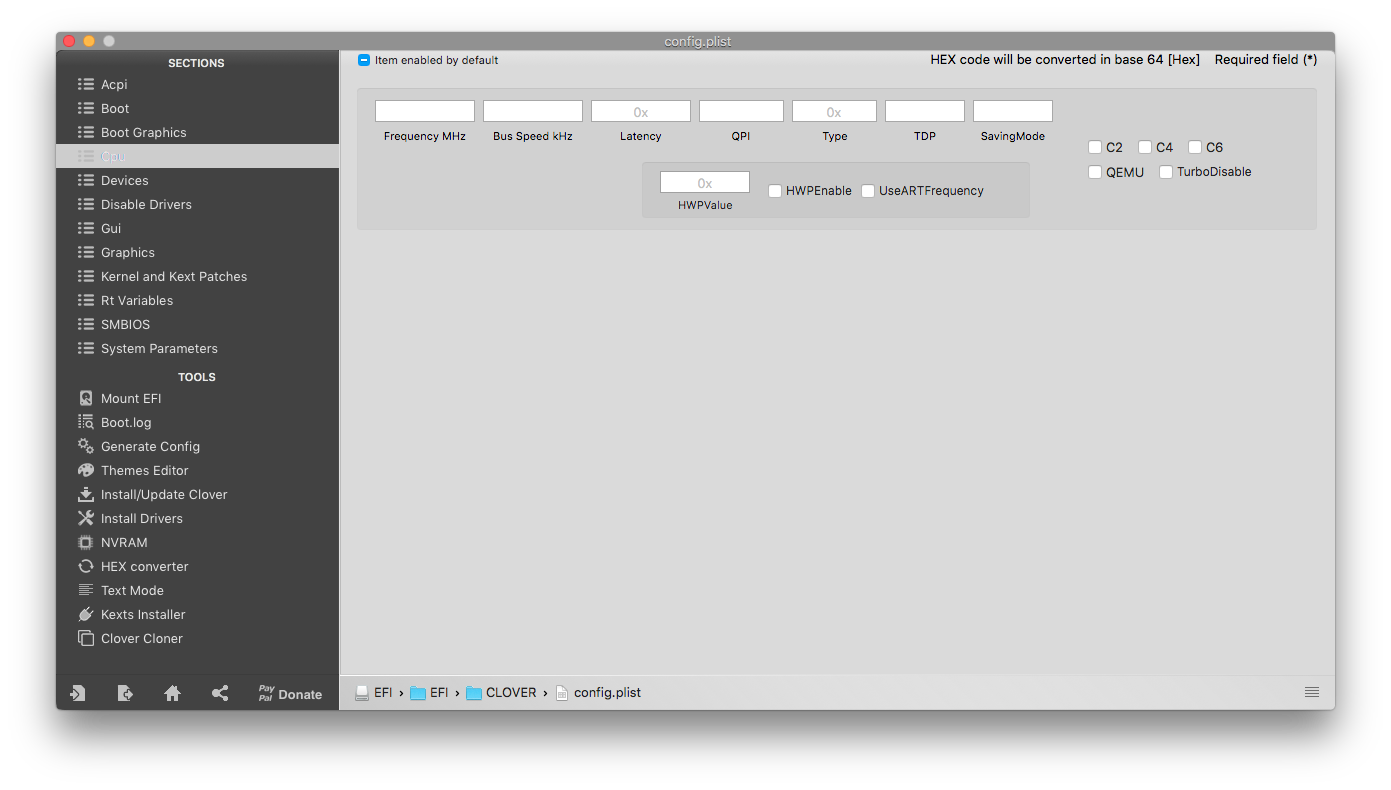 config.plist
SECTIONS
Acpi
Boot
Boot Graphics
Cpu
Devices
Disable Drivers
Gui
Graphics
Kernel and Kext Patches
Rt Variables
SMBIOS
System Parameters
TOOLS
Mount EFI
Boot.log
Generate Config
Themes Editor
Install/Update Clover
Install Drivers
NVRAM
HEX converter
Text Mode
Kexts Installer
Clover Cloner
Pay
Pal Donate
Item enabled by default
HEX code will be converted in base 64 [Hex] Required field (*)
0x 0x
Frequency MHz Bus Speed kHz Latency QPI Type TDP SavingMode
C2 C4 C6
QEMU TurboDisable
0x
HWPValue
HWPEnable UseARTFrequency
EFI › EFI › CLOVER › config.plist